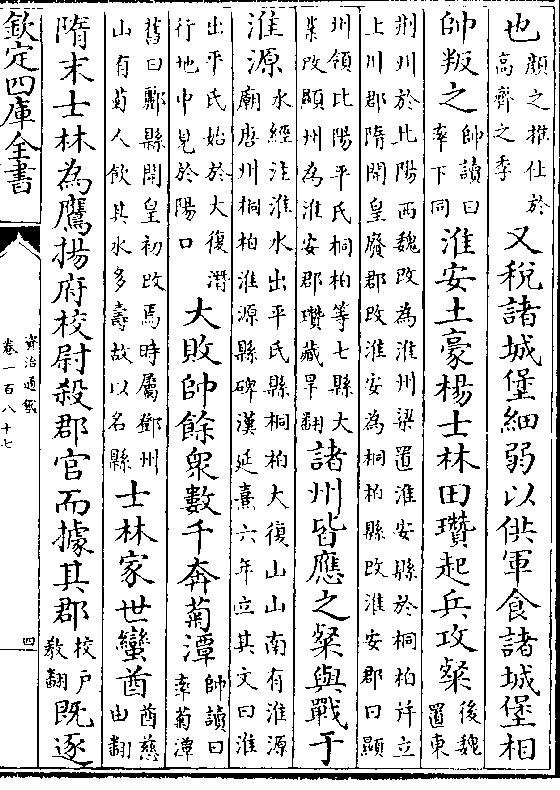 也顔之推仕於
高齊之季
又稅諸城堡細弱以供軍食諸城堡相
帥叛之帥讀曰
率下同
淮安土豪楊士林田瓚起兵攻粲後魏
置東
荆州於比陽西魏改為淮州梁置淮安縣於桐柏幷立
上川郡隋開皇廢郡改淮安為桐柏縣改淮安郡曰顯
州領比陽平氏桐柏等七縣大
業改顯州為淮安郡瓚藏旱翻
諸州皆應之粲與戰于
淮源水經注淮水出平氏縣桐柏大復山山南有淮源
廟唐州桐柏淮源縣碑漢延熹六年立其文曰淮
出平氏始於大復潛
行地中見於陽口
大敗帥餘衆數千奔菊潭帥讀曰
率菊潭
舊曰酈縣開皇初改焉時屬鄧州
山有菊人飲其水多壽故以名縣
士林家世蠻酋酋慈
由翻
隋末士林為鷹揚府校尉殺郡官而據其郡校戶
敎翻
既逐
欽定四庫全書
資治通鑑
卷一百八十七
四